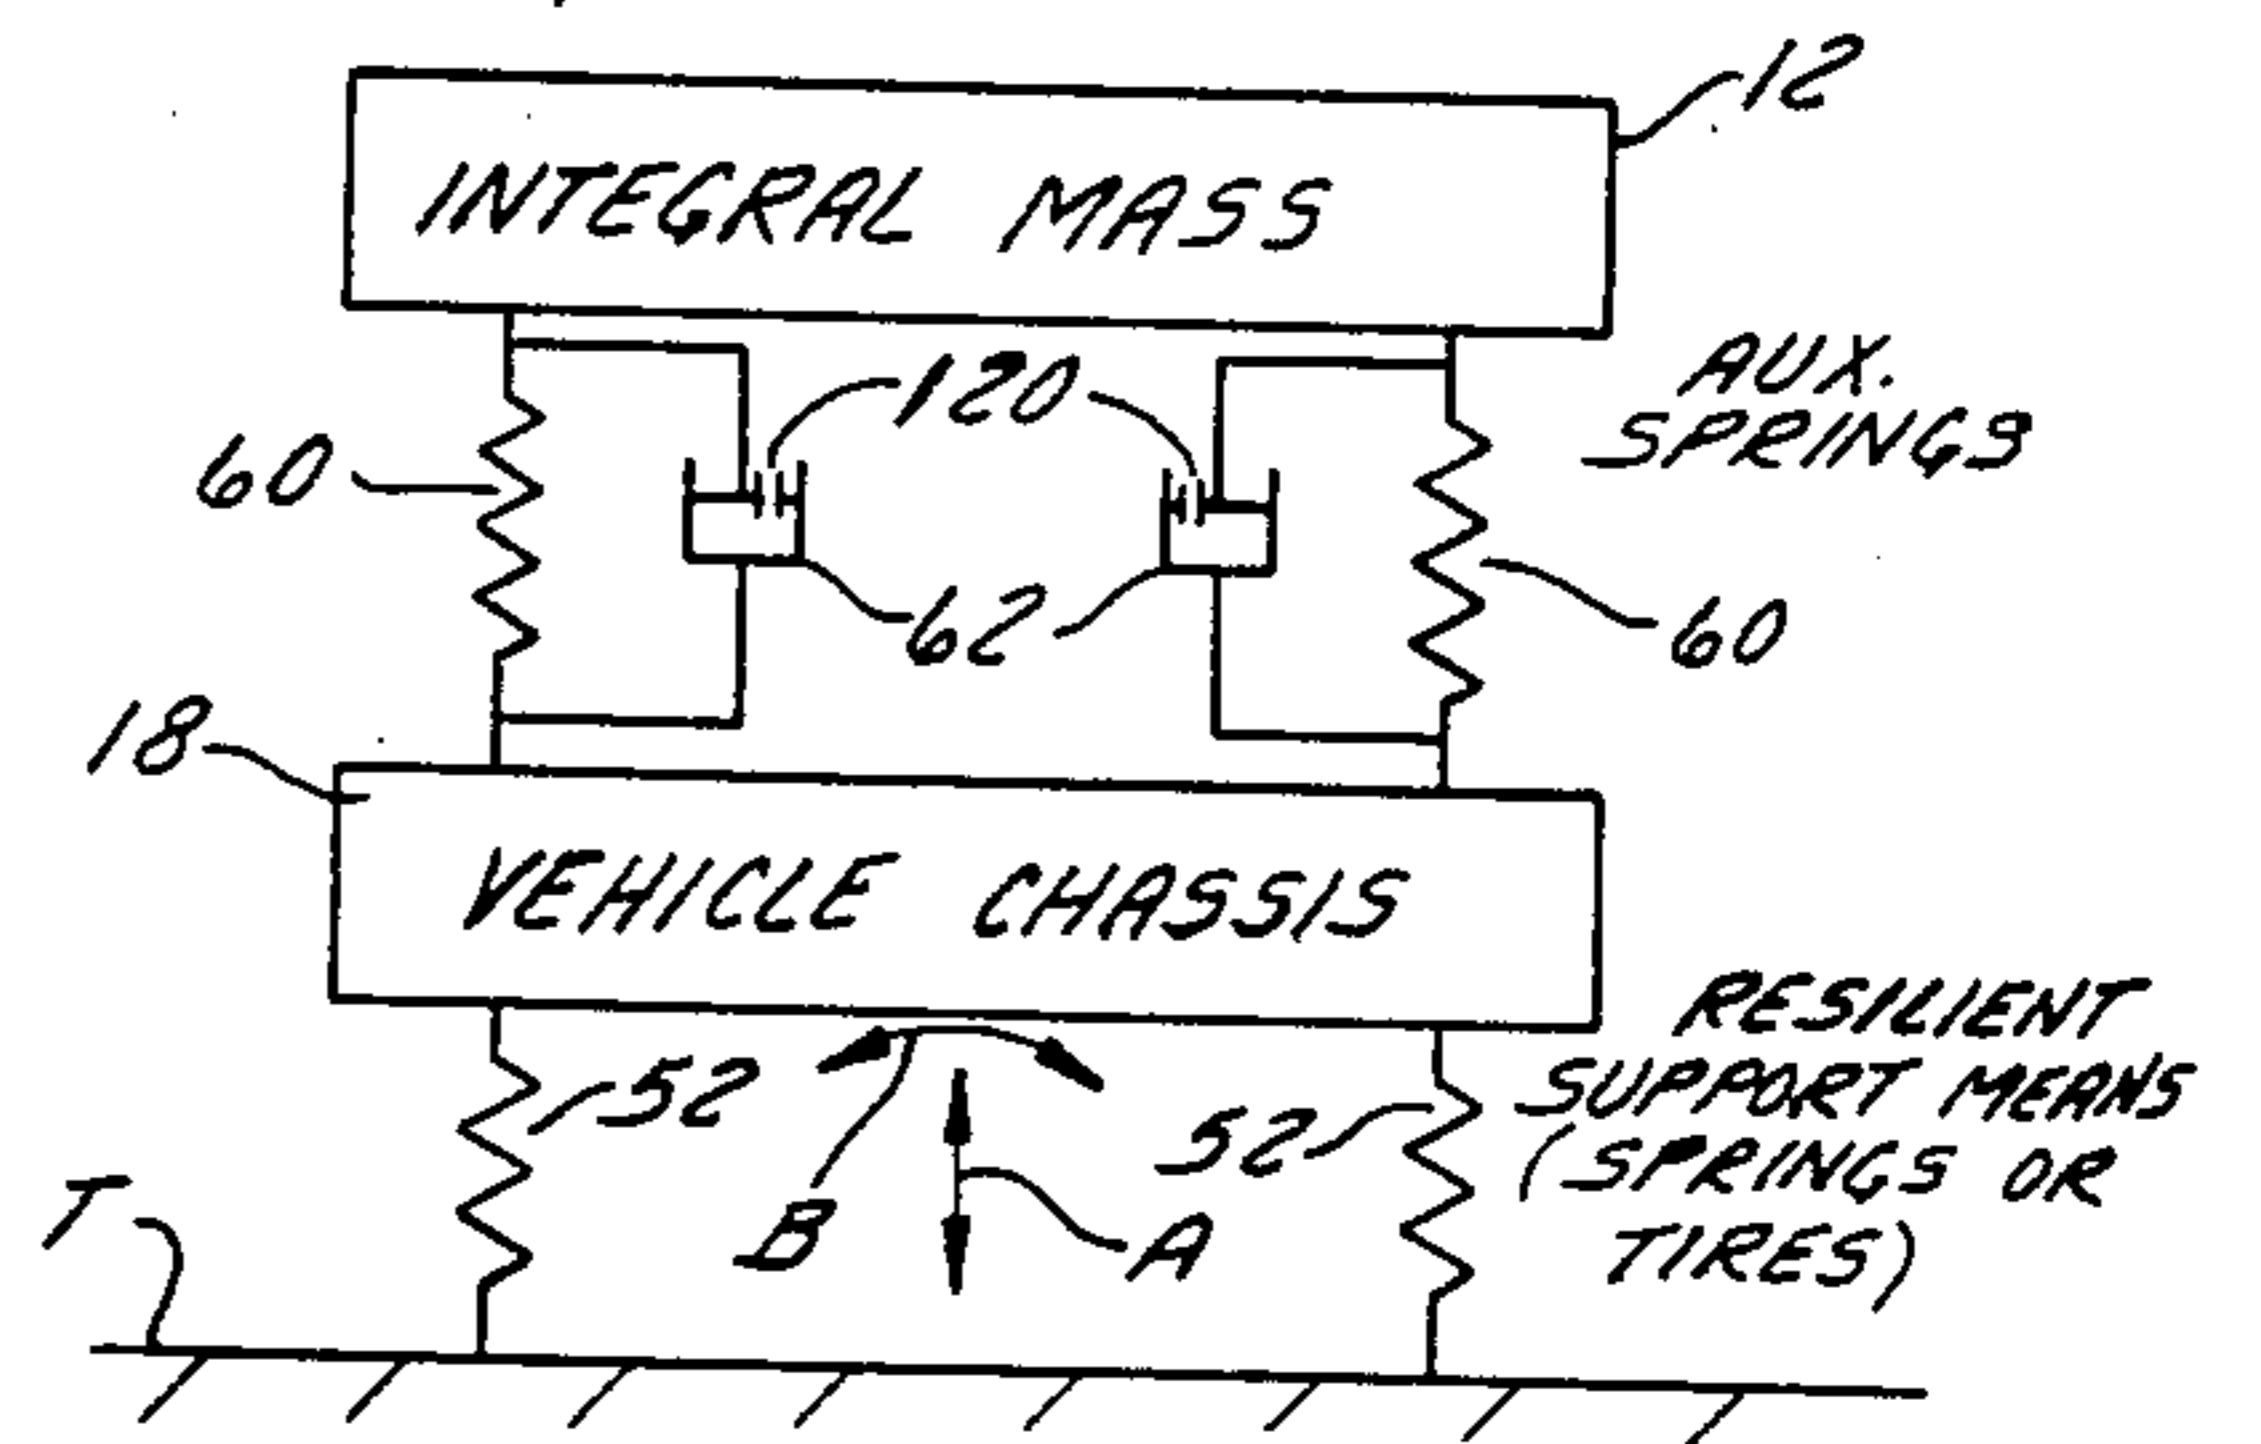 12
INTEGRAL MASS
AUX.
SPRINGS
120
60
62
60
18
VEHICLE CHASSIS
RESILIENT
SUPPORT MEANS
(SPRINGS OR
TIRES)
52
52
B
A
T